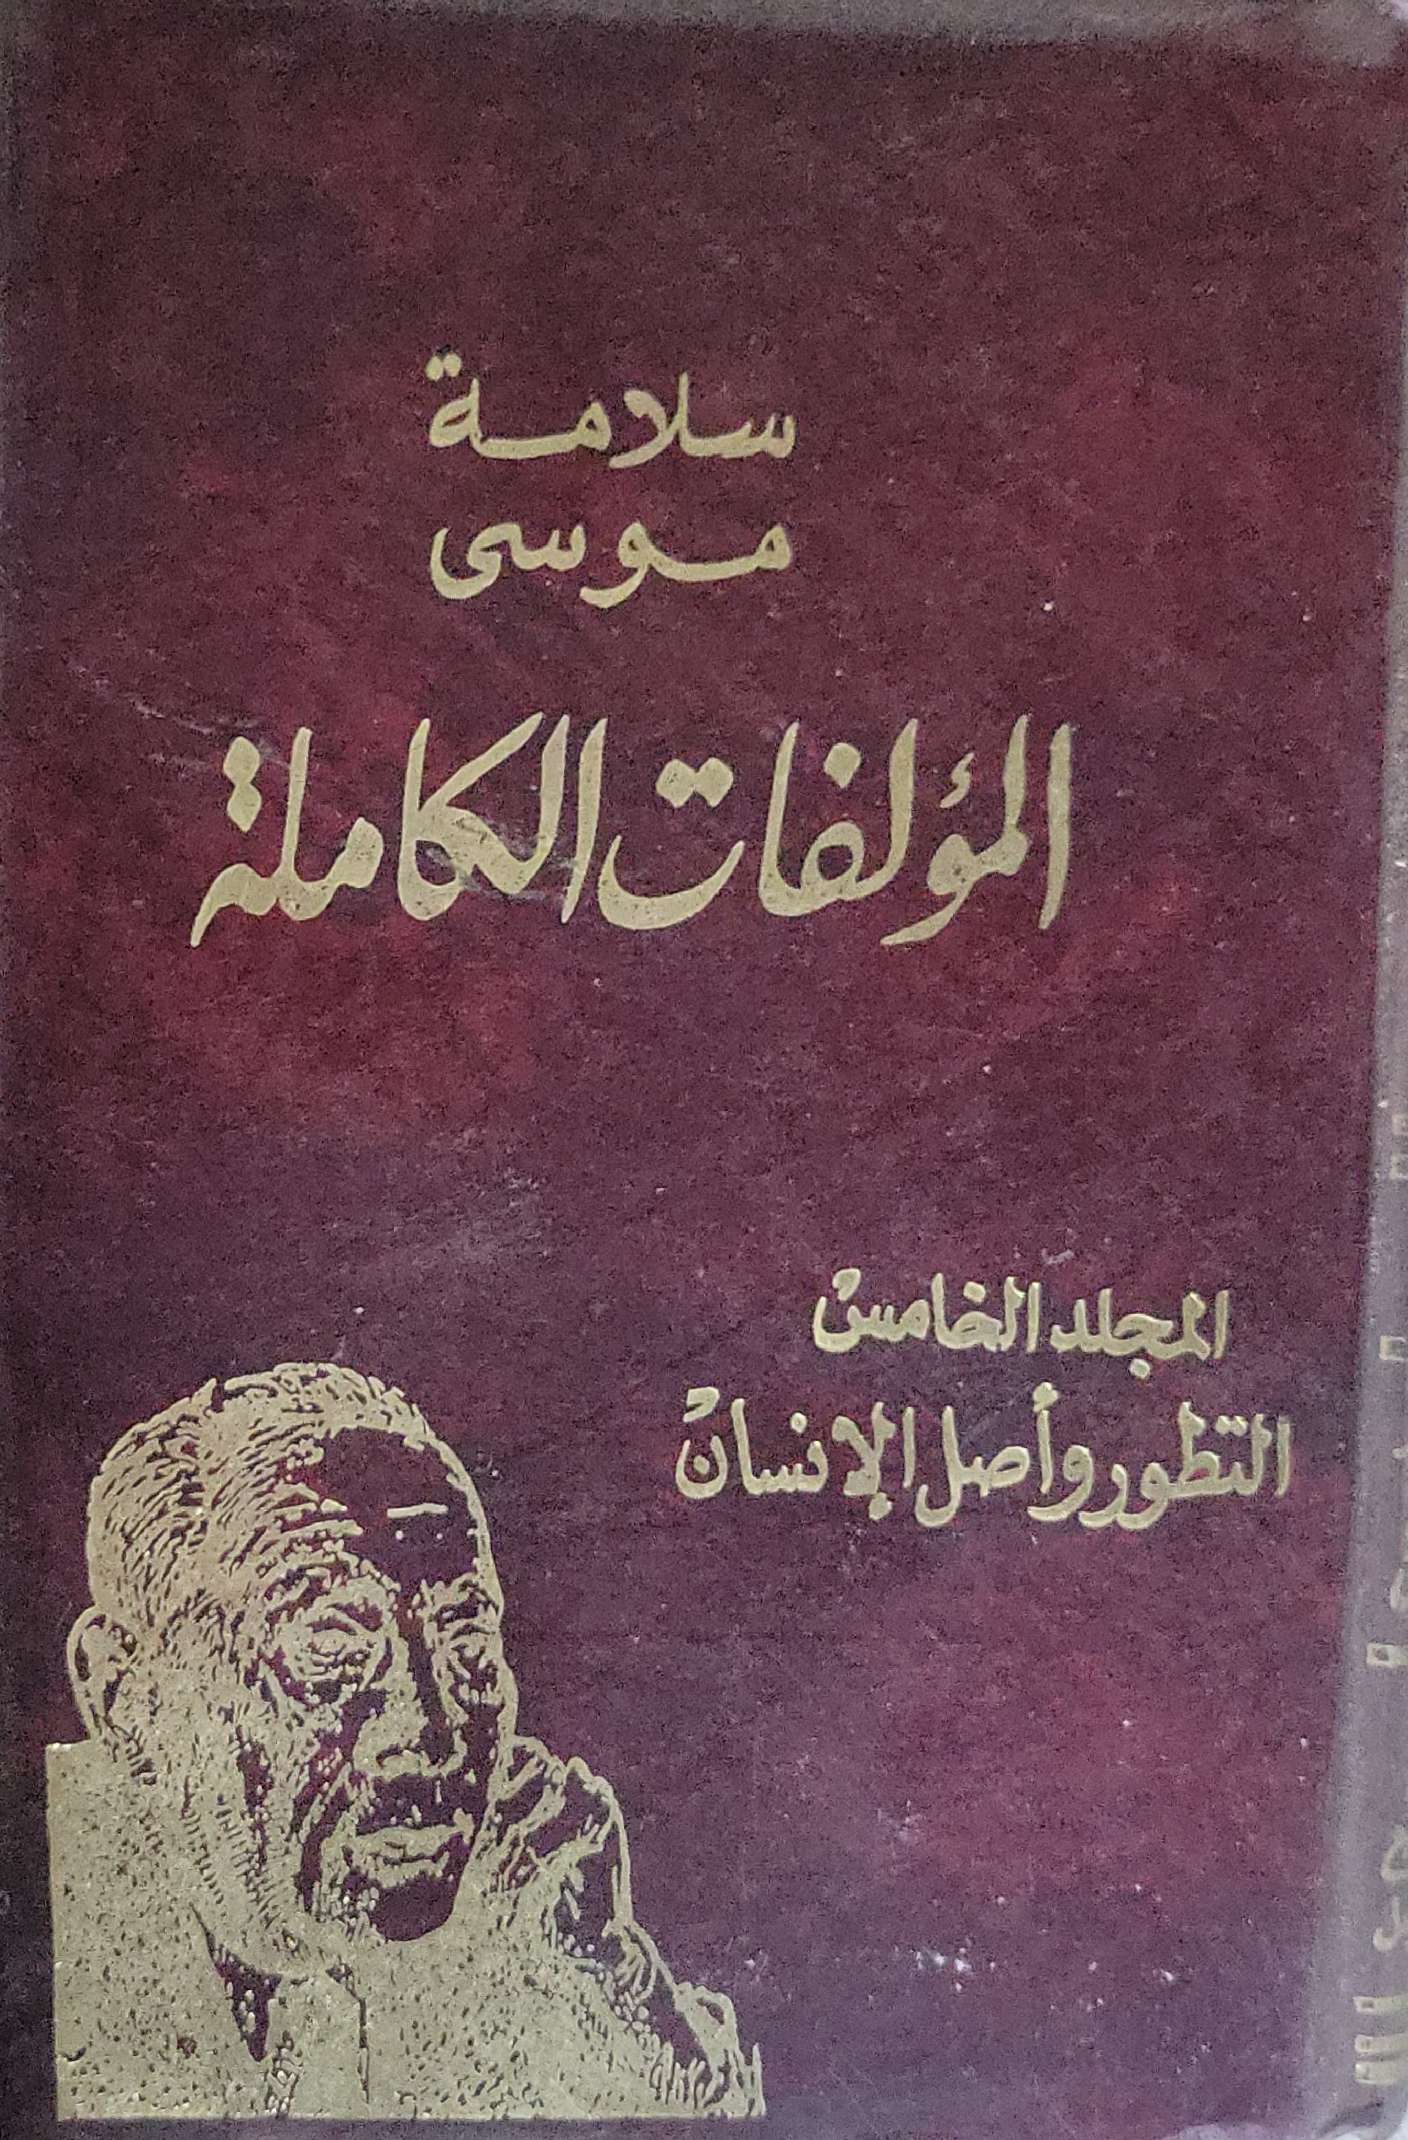 سلامة
موسى
المؤلفات الكاملة
المجلد الخامس
التطور وأصل الإنسان